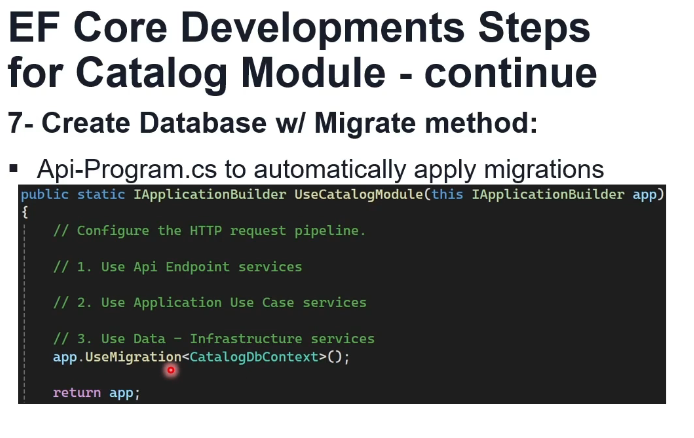 EF Core Developments Steps
for Catalog Module - continue
7- Create Database w/ Migrate method:
▪ Api-Program.cs to automatically apply migrations
public static IApplicationBuilder UseCatalogModule(this IApplicationBuilder app)
{
// Configure the HTTP request pipeline.
// 1. Use Api Endpoint services
// 2. Use Application Use Case services
// 3. Use Data - Infrastructure services
app.UseMigration<CatalogDbContext>();
return app;